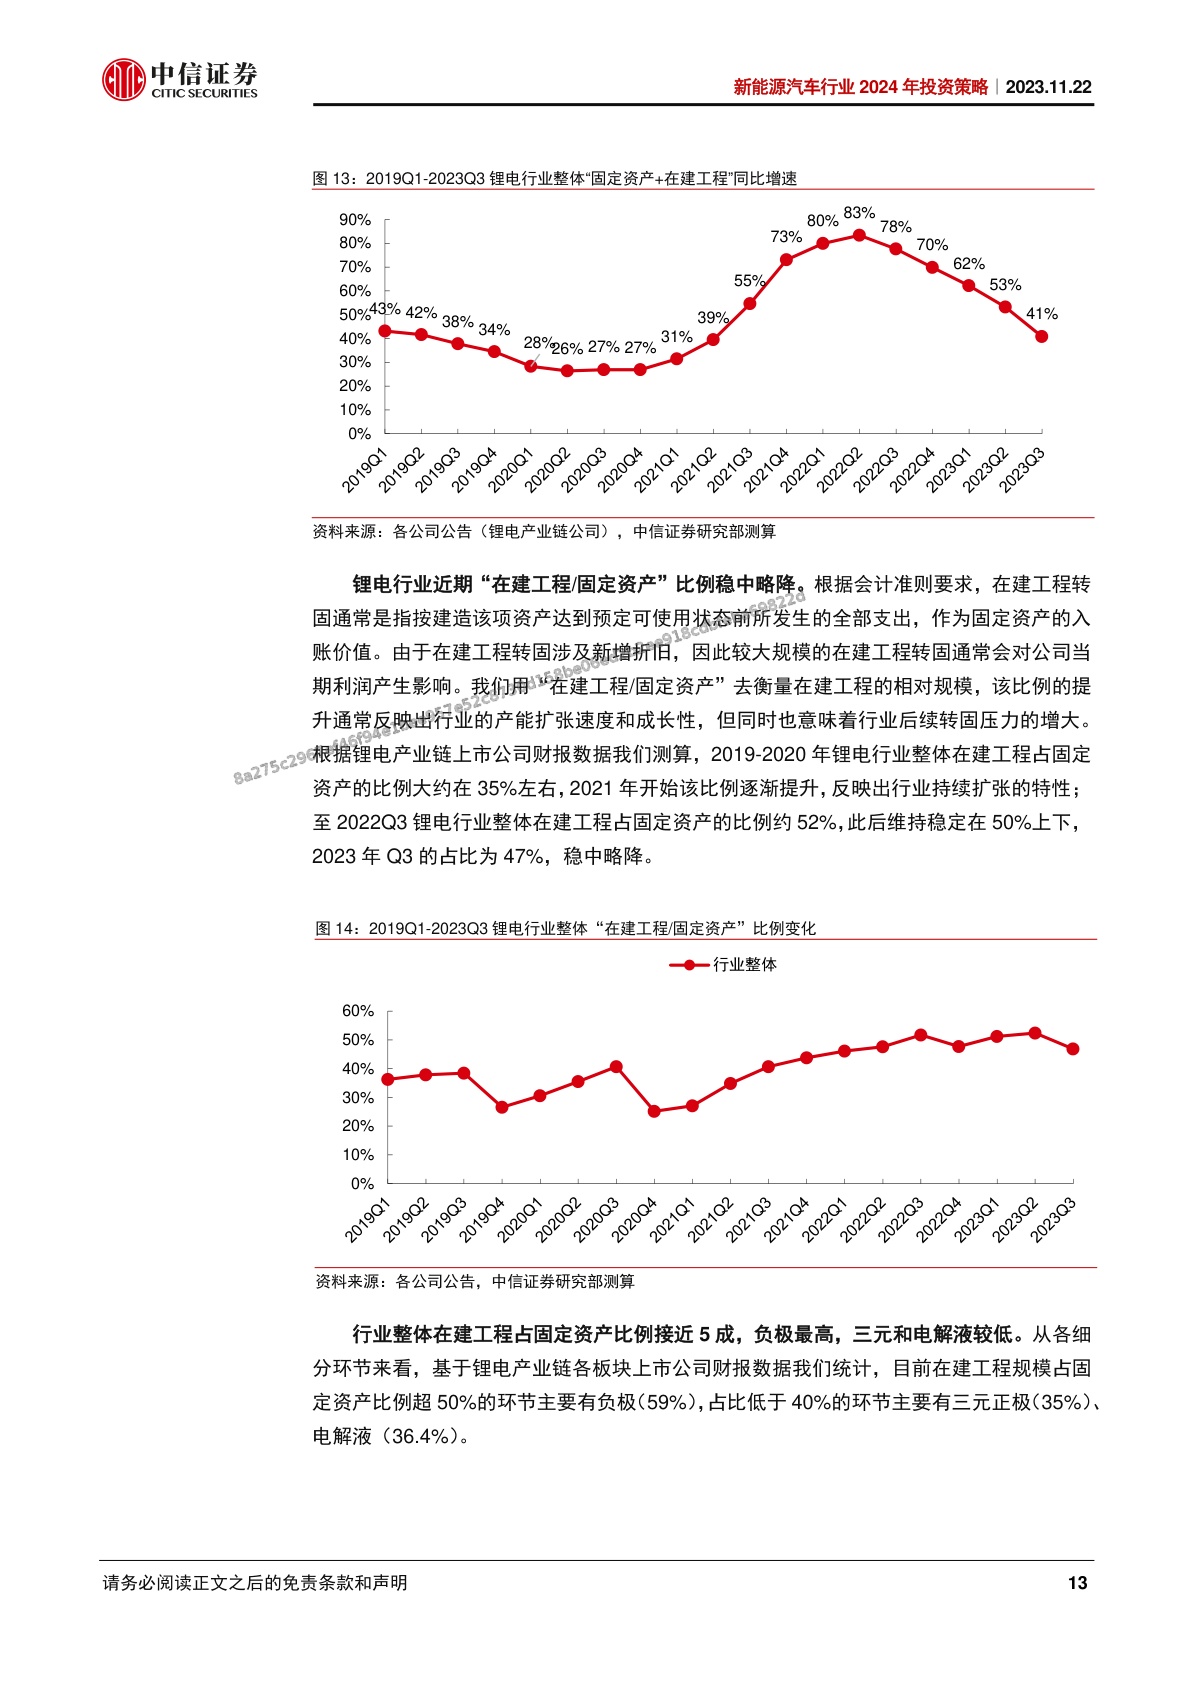 中信证券
CITIC SECURITIES
新能源汽车行业 2024 年投资策略｜2023.11.22
图 13：2019Q1-2023Q3 锂电行业整体“固定资产+在建工程”同比增速
90%
80%
70%
60%
50%
40%
30%
20%
10%
0%
43% 42% 38% 34% 28% 26% 27% 27% 31% 39% 55% 73% 80% 83% 78% 70% 62% 53% 41%
2019Q1 2019Q2 2019Q3 2019Q4 2020Q1 2020Q2 2020Q3 2020Q4 2021Q1 2021Q2 2021Q3 2021Q4 2022Q1 2022Q2 2022Q3 2022Q4 2023Q1 2023Q2 2023Q3
资料来源：各公司公告（锂电产业链公司），中信证券研究部测算
锂电行业近期“在建工程/固定资产”比例稳中略降。根据会计准则要求，在建工程转
固通常是指按建造该项资产达到预定可使用状态前所发生的全部支出，作为固定资产的入
账价值。由于在建工程转固涉及新增折旧，因此较大规模的在建工程转固通常会对公司当
期利润产生影响。我们用“在建工程/固定资产”去衡量在建工程的相对规模，该比例的提
升通常反映出行业的产能扩张速度和成长性，但同时也意味着行业后续转固压力的增大。
根据锂电产业链上市公司财报数据我们测算，2019-2020 年锂电行业整体在建工程占固定
资产的比例大约在 35%左右，2021 年开始该比例逐渐提升，反映出行业持续扩张的特性；
至 2022Q3 锂电行业整体在建工程占固定资产的比例约 52%，此后维持稳定在 50%上下，
2023 年 Q3 的占比为 47%，稳中略降。
图 14：2019Q1-2023Q3 锂电行业整体“在建工程/固定资产”比例变化
行业整体
60%
50%
40%
30%
20%
10%
0%
2019Q1 2019Q2 2019Q3 2019Q4 2020Q1 2020Q2 2020Q3 2020Q4 2021Q1 2021Q2 2021Q3 2021Q4 2022Q1 2022Q2 2022Q3 2022Q4 2023Q1 2023Q2 2023Q3
资料来源：各公司公告，中信证券研究部测算
行业整体在建工程占固定资产比例接近 5 成，负极最高，三元和电解液较低。从各细
分环节来看，基于锂电产业链各板块上市公司财报数据我们统计，目前在建工程规模占固
定资产比例超 50%的环节主要有负极（59%），占比低于 40%的环节主要有三元正极（35%）、
电解液（36.4%）。
请务必阅读正文之后的免责条款和声明
13